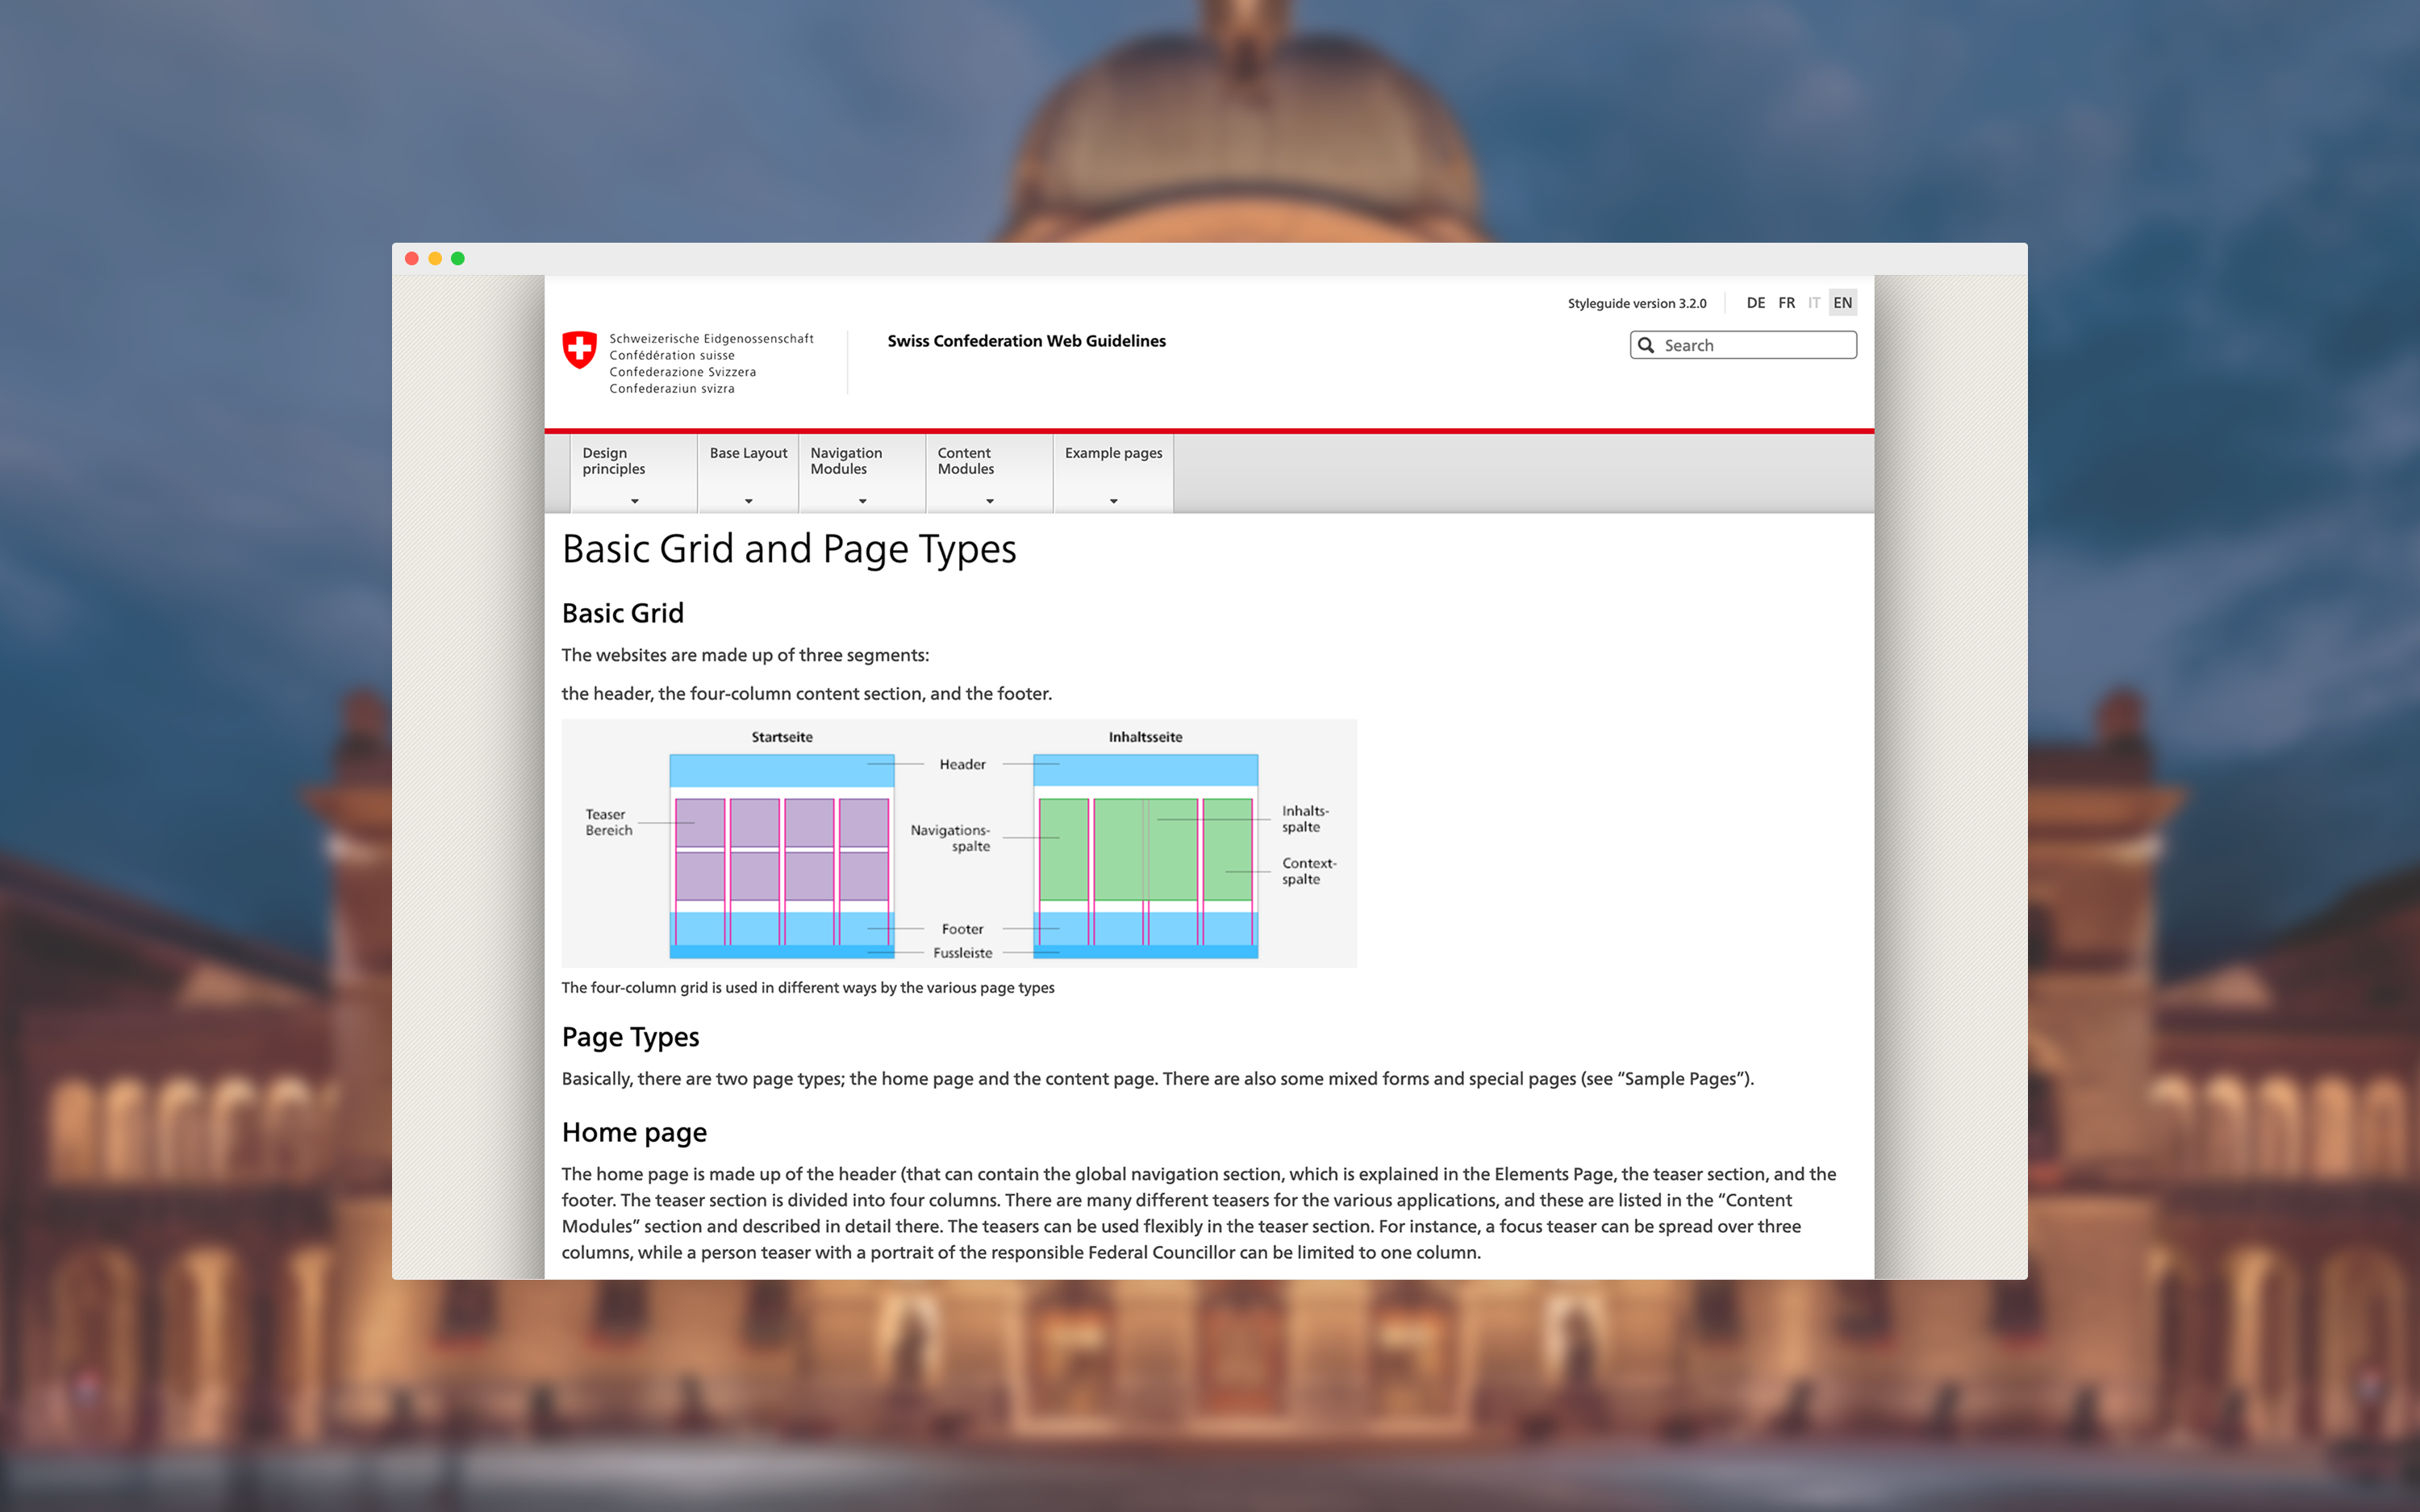 Styleguide version 3.2.0 DE FR IT EN
Schweizerische Eidgenossenschaft
Confédération suisse
Confederazione Svizzera
Confederaziun svizra
Swiss Confederation Web Guidelines
Search
Design
principles
Base Layout
Navigation
Modules
Content
Modules
Example pages
Basic Grid and Page Types
Basic Grid
The websites are made up of three segments:
the header, the four-column content section, and the footer.
Startseite
Inhaltsseite
Header
Teaser
Bereich
Navigations-
spalte
Inhalts-
spalte
Context-
spalte
Footer
Fussleiste
The four-column grid is used in different ways by the various page types
Page Types
Basically, there are two page types; the home page and the content page. There are also some mixed forms and special pages (see “Sample Pages”).
Home page
The home page is made up of the header (that can contain the global navigation section, which is explained in the Elements Page, the teaser section, and the
footer. The teaser section is divided into four columns. There are many different teasers for the various applications, and these are listed in the “Content
Modules” section and described in detail there. The teasers can be used flexibly in the teaser section. For instance, a focus teaser can be spread over three
columns, while a person teaser with a portrait of the responsible Federal Councillor can be limited to one column.